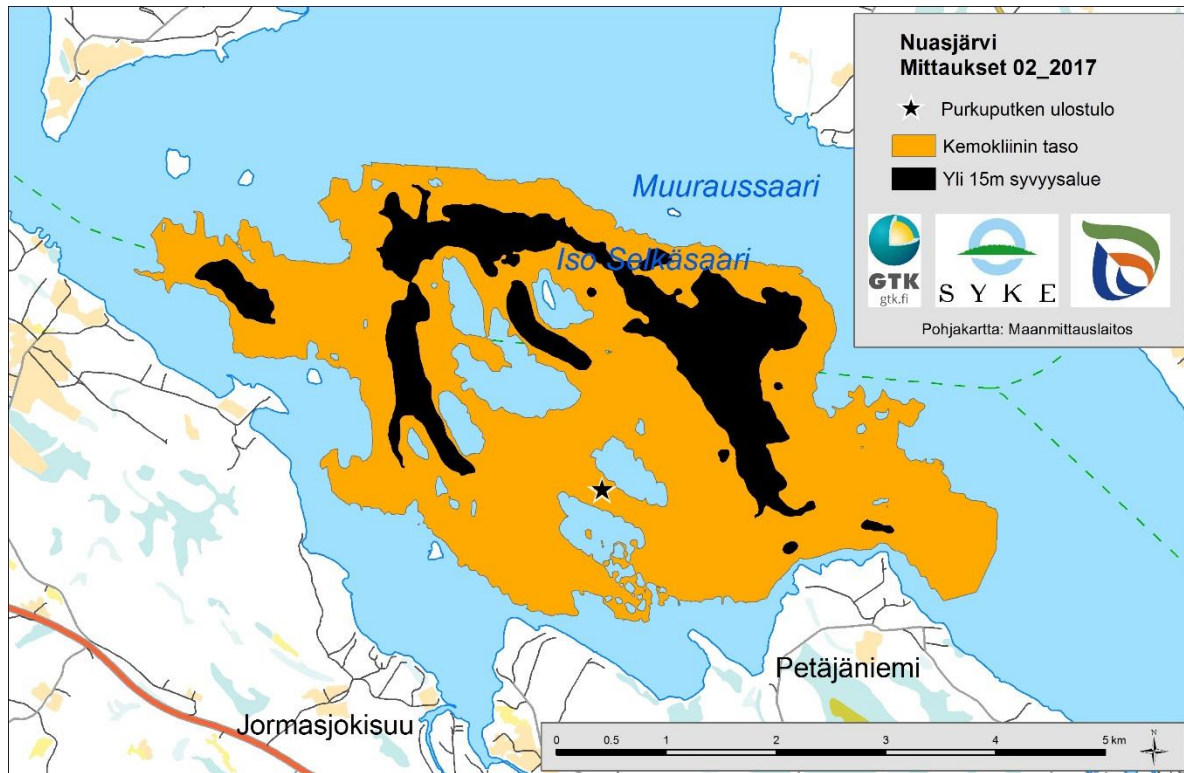 Nuasjärvi
Mittaukset 02_2017
Purkuputken ulostulo
Kemokliinin taso
Yli 15m syvyysalue
GTK
gtk.fi
SYKE
Pohjakartta: Maanmittauslaitos
Muuraussaari
Iso Selkäsaari
Petäjäniemi
Jormasjokisuu
0 0.5 1 2 3 4 5 km
N